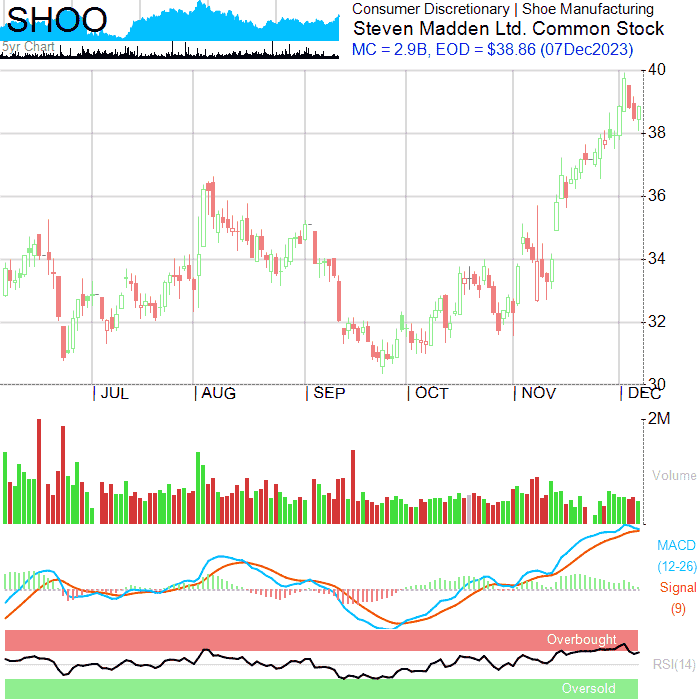 SHOO
5yr Chart
Consumer Discretionary | Shoe Manufacturing
Steven Madden Ltd. Common Stock
MC = 2.9B, EOD = $38.86 (07Dec2023)
40
38
36
34
32
30
JUL AUG SEP OCT NOV DEC
2M
Volume
MACD
(12-26)
Signal
(9)
Overbought
RSI(14)
Oversold